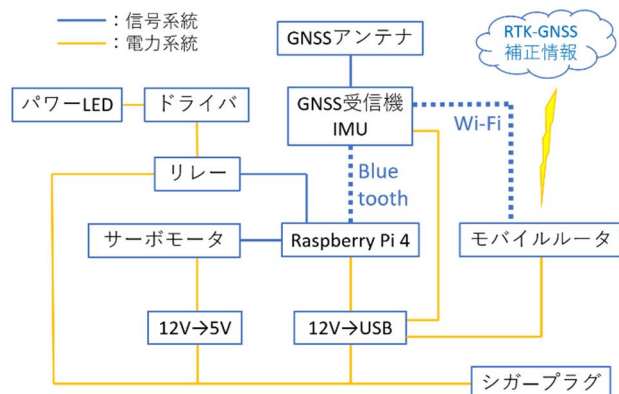 ：信号系統
：電力系統
GNSSアンテナ
RTK-GNSS
補正情報
パワーLED
ドライバ
GNSS受信機
IMU
Wi-Fi
リレー
Blue
tooth
サーボモータ
Raspberry Pi 4
モバイルルータ
12V→5V
12V→USB
シガープラグ